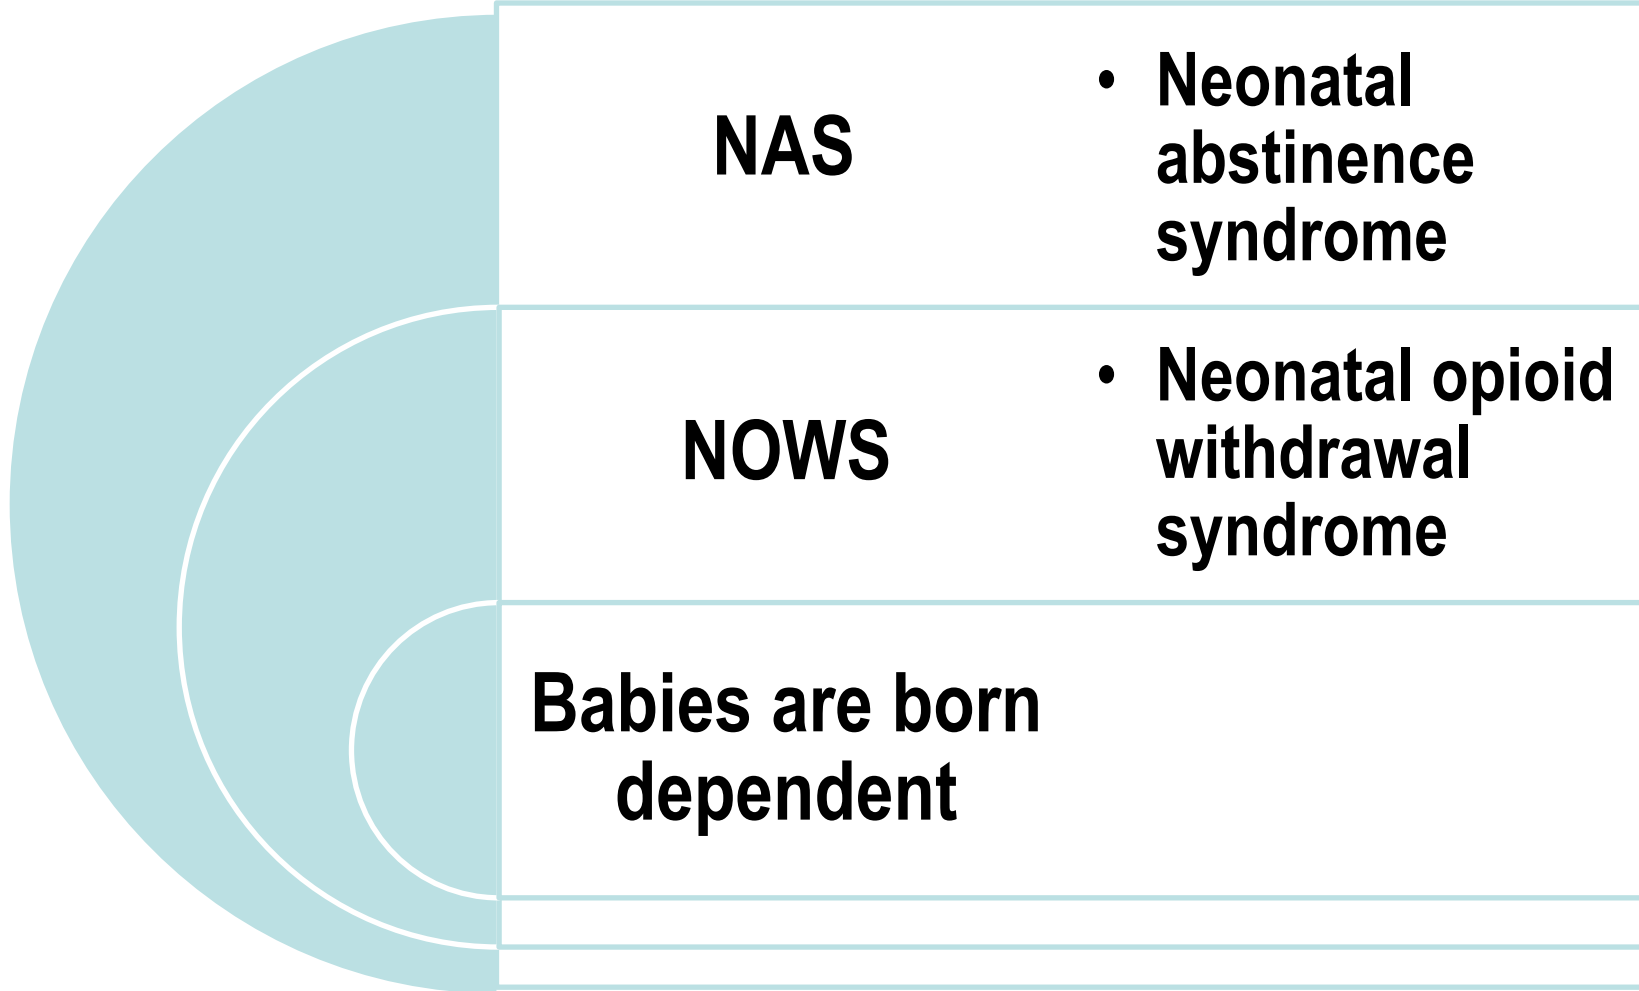 NAS
• Neonatal
abstinence
syndrome
NOWS
• Neonatal opioid
withdrawal
syndrome
Babies are born
dependent